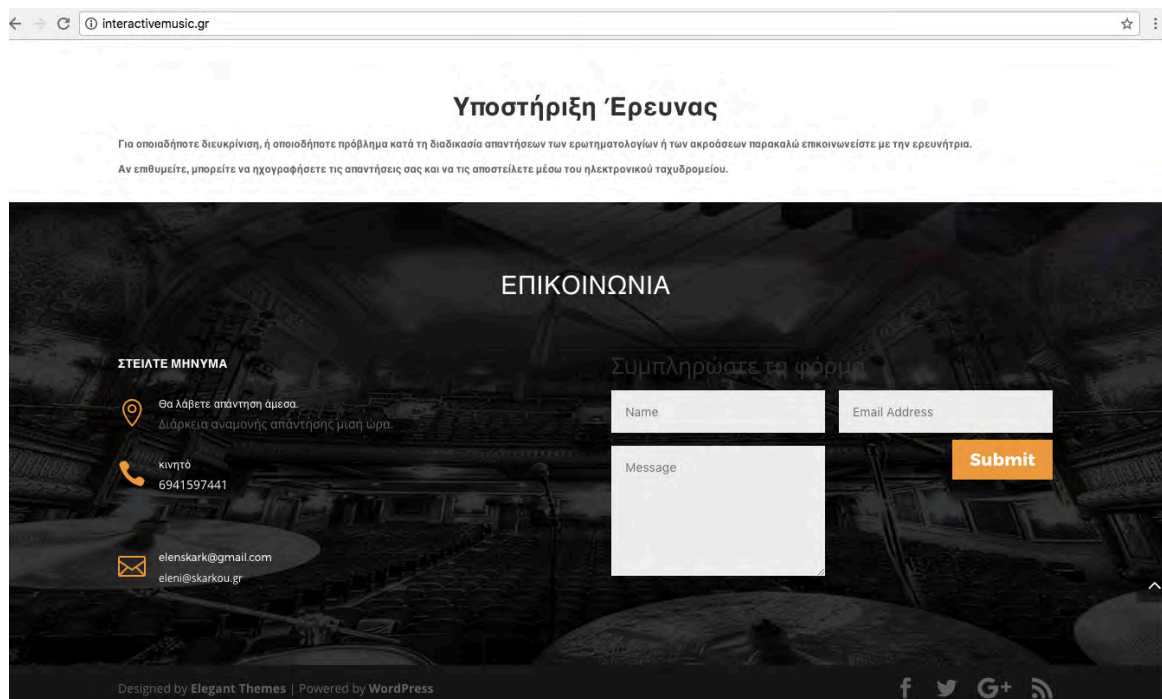 interactivemusic.gr
Υποστήριξη Έρευνας
Για οποιαδήποτε διευκρίνιση, ή οποιοδήποτε πρόβλημα κατά τη διαδικασία απαντήσεων των ερωτηματολογίων ή των ακροάσεων παρακαλώ επικοινωνείστε με την ερευνήτρια.
Αν επιθυμείτε, μπορείτε να ηχογραφήσετε τις απαντήσεις σας και να τις αποστείλετε μέσω του ηλεκτρονικού ταχυδρομείου.
ΕΠΙΚΟΙΝΩΝΙΑ
ΣΤΕΙΛΤΕ ΜΗΝΥΜΑ
Θα λάβετε απάντηση άμεσα.
Διάρκεια αναμονής απάντησης μισή ώρα.
κινητό
6941597441
elenskark@gmail.com
eleni@skarkou.gr
Συμπληρώστε τη φόρμα
Name
Email Address
Message
Submit
Designed by Elegant Themes | Powered by WordPress